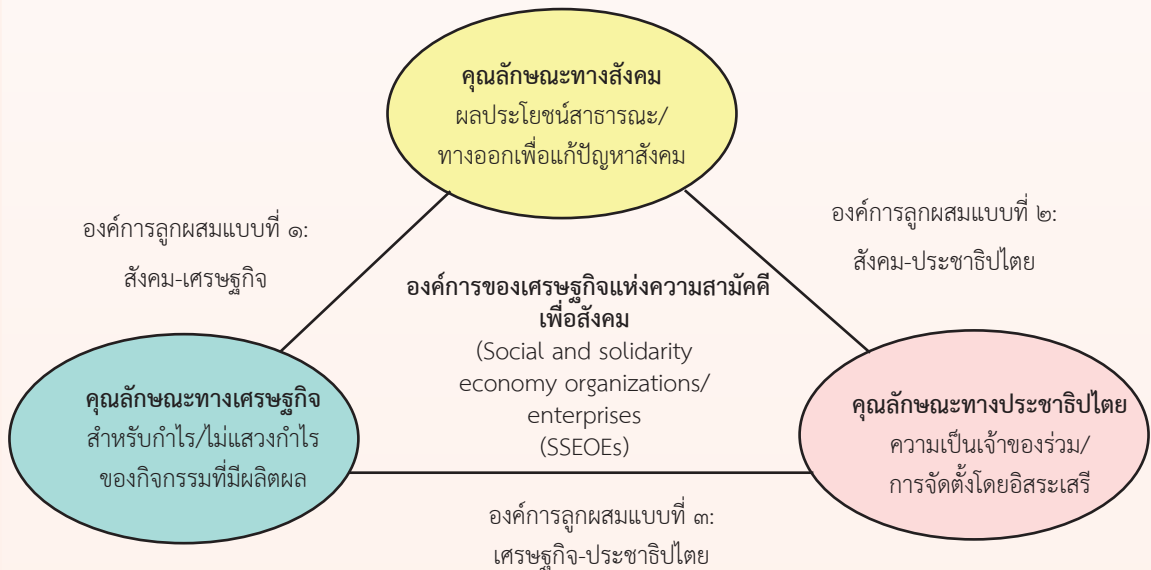 คุณลักษณะทางสังคม
ผลประโยชน์สาธารณะ/
ทางออกเพื่อแก้ปัญหาสังคม
องค์การลูกผสมแบบที่ ๑:
สังคม-เศรษฐกิจ
องค์การลูกผสมแบบที่ ๒:
สังคม-ประชาธิปไตย
องค์การของเศรษฐกิจแห่งความสามัคคี
เพื่อสังคม
(Social and solidarity
economy organizations/
enterprises
(SSEOEs)
คุณลักษณะทางเศรษฐกิจ
สำหรับกำไร/ไม่แสวงกำไร
ของกิจกรรมที่มีผลิตผล
คุณลักษณะทางประชาธิปไตย
ความเป็นเจ้าของร่วม/
การจัดตั้งโดยอิสระเสรี
องค์การลูกผสมแบบที่ ๓:
เศรษฐกิจ-ประชาธิปไตย